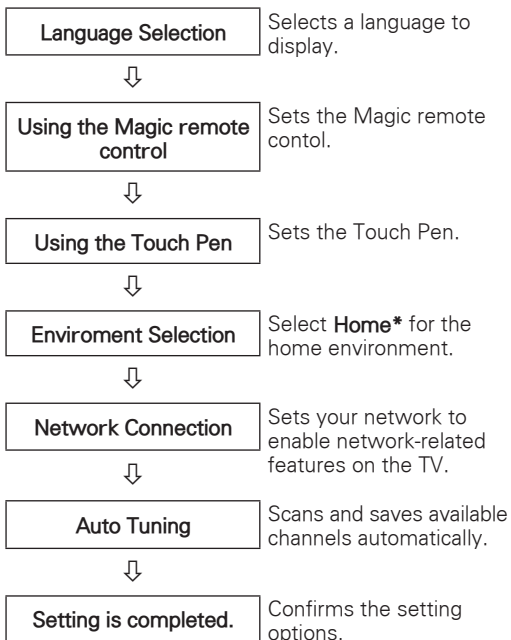 Language Selection
Selects a language to
display.
Using the Magic remote
control
Sets the Magic remote
contol.
Using the Touch Pen
Sets the Touch Pen.
Enviroment Selection
Select Home* for the
home environment.
Network Connection
Sets your network to
enable network-related
features on the TV.
Auto Tuning
Scans and saves available
channels automatically.
Setting is completed.
Confirms the setting
options.